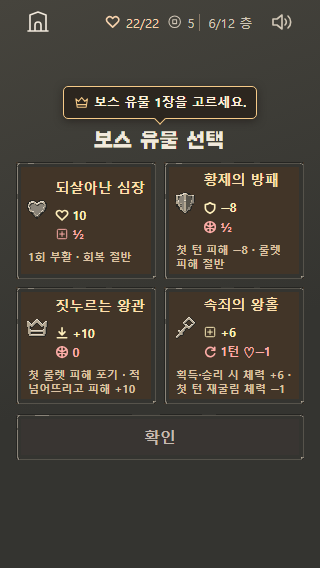 22/22 5 6/12 층
보스 유물 1장을 고르세요.
보스 유물 선택
되살아난 심장
10
½
1회 부활 · 회복 절반
황제의 방패
−8
½
첫 턴 피해 −8 · 룰렛
피해 절반
짓누르는 왕관
+10
0
첫 룰렛 피해 포기 · 적
넘어뜨리고 피해 +10
속죄의 왕홀
+6
1턴 ♡−1
획득·승리 시 체력 +6 ·
첫 턴 재굴림 체력 −1
확인